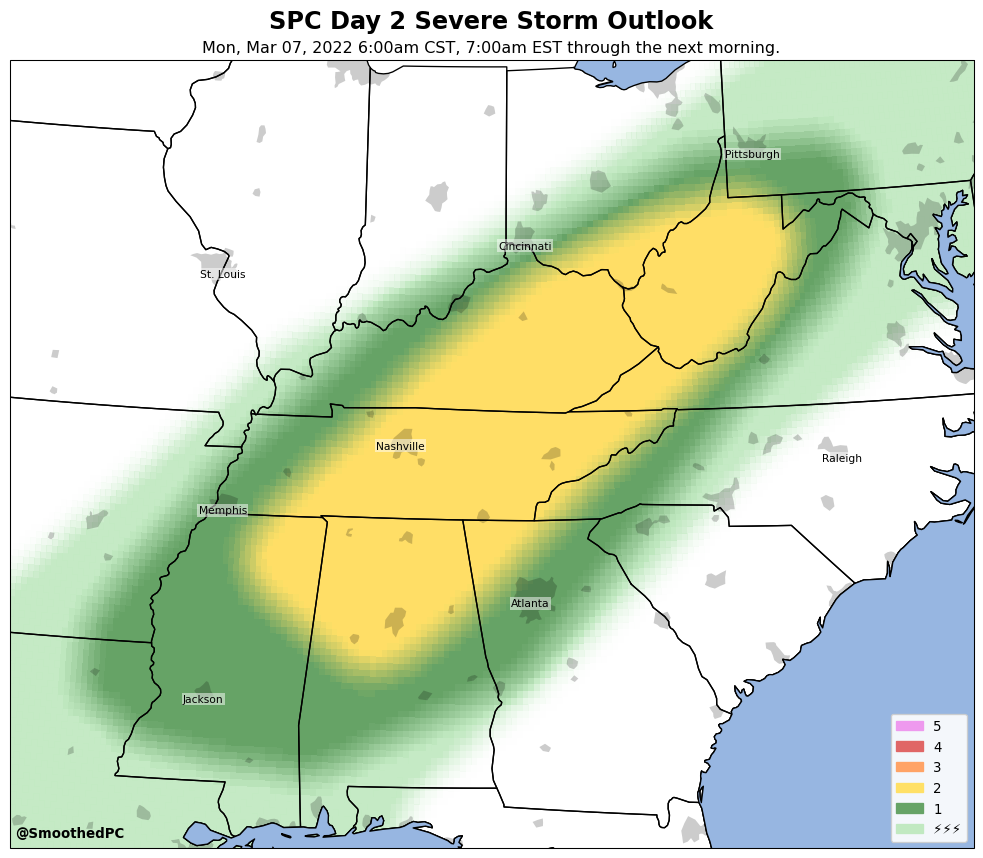 SPC Day 2 Severe Storm Outlook
Mon, Mar 07, 2022 6:00am CST, 7:00am EST through the next morning.
Pittsburgh
Cincinnati
St. Louis
Nashville
Raleigh
Memphis
Atlanta
Jackson
5
4
3
2
1
⚡⚡⚡
@SmoothedPC